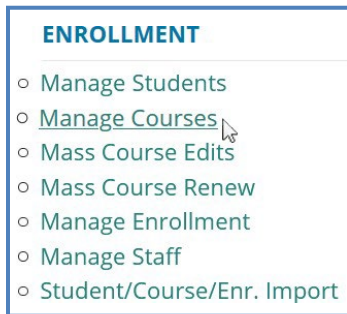 ENROLLMENT
Manage Students
Manage Courses
Mass Course Edits
Mass Course Renew
Manage Enrollment
Manage Staff
Student/Course/Enr. Import